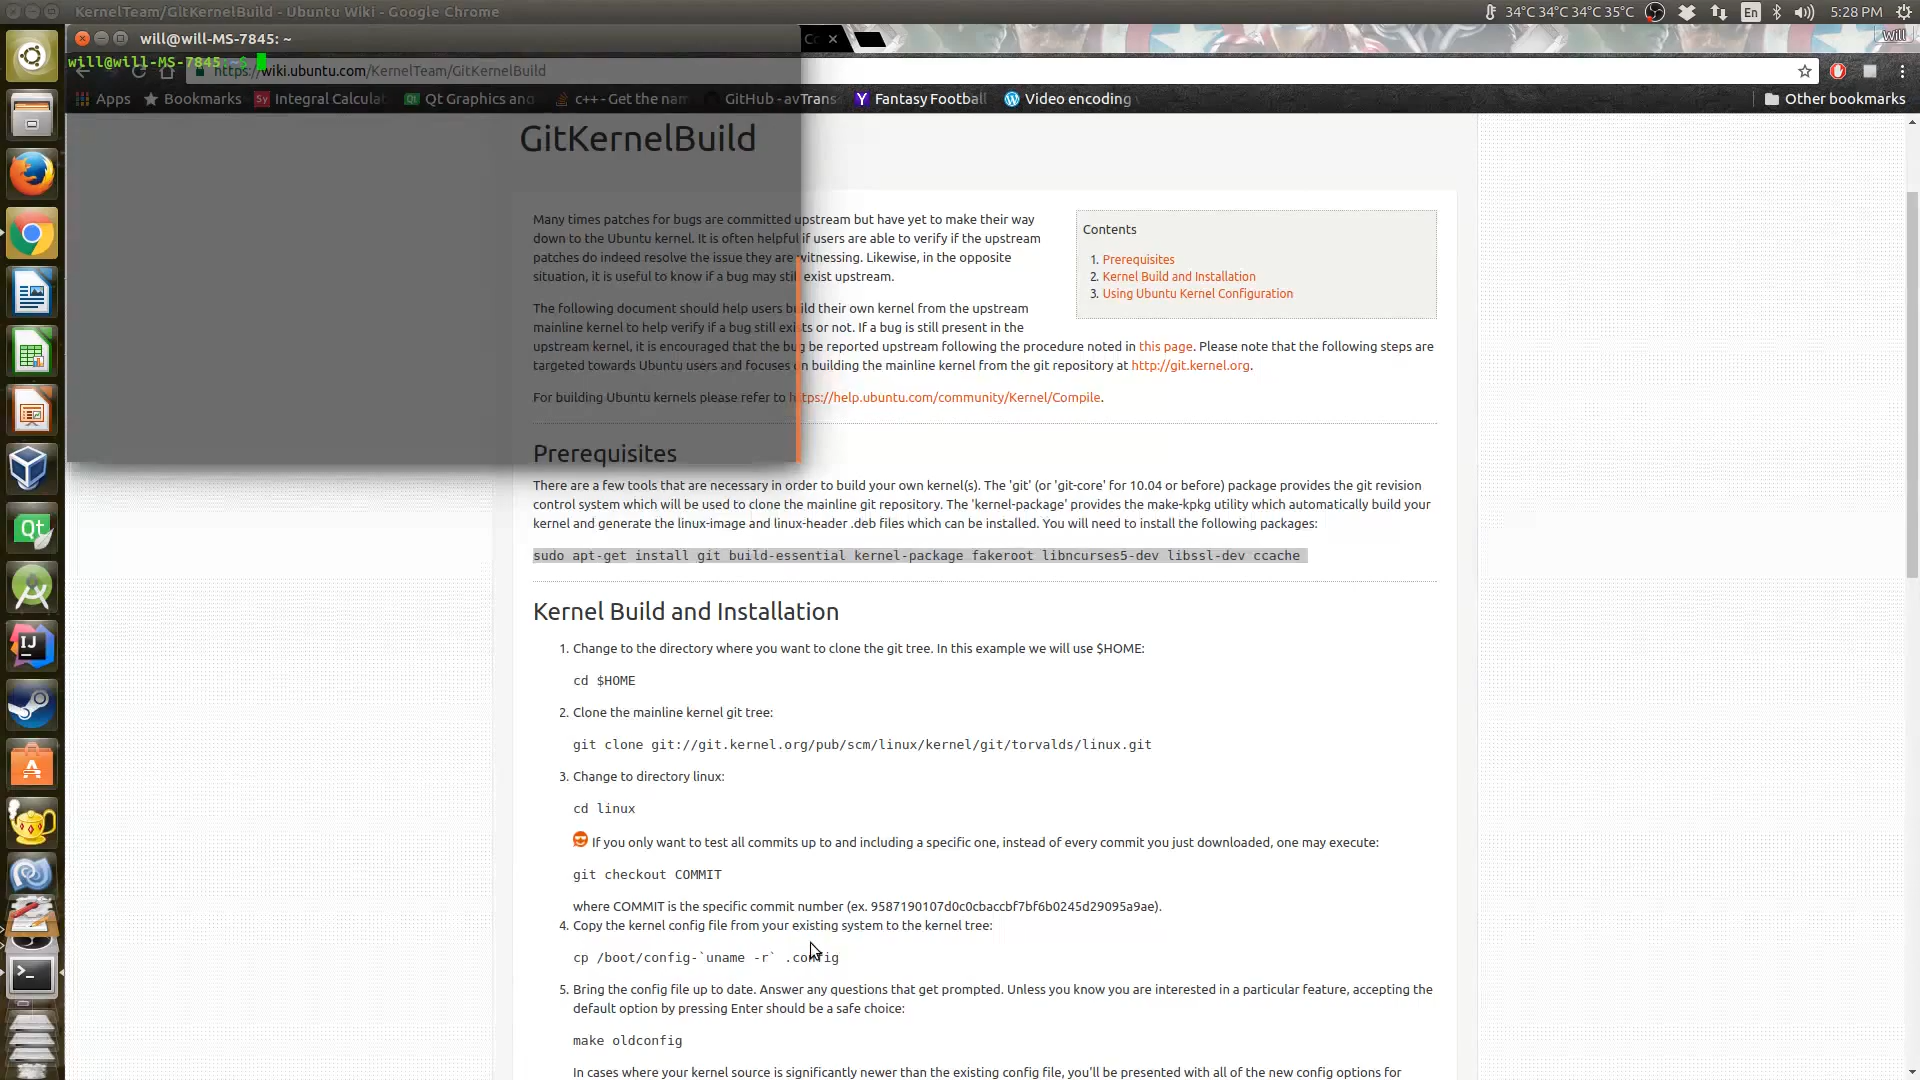 KernelTeam/GitKernelBuild - Ubuntu Wiki - Google Chrome
34°C 34°C 34°C 35°C
En
5:28 PM
will@will-MS-7845: ~
Will
will@will-MS-7845:~$
https://wiki.ubuntu.com/KernelTeam/GitKernelBuild
Apps
Bookmarks
Sy Integral Calculat
Qt Graphics and
c++ - Get the nam
GitHub - avTrans
Y Fantasy Football
Video encoding
Other bookmarks
GitKernelBuild
Many times patches for bugs are committed upstream but have yet to make their way
down to the Ubuntu kernel. It is often helpful if users are able to verify if the upstream
patches do indeed resolve the issue they are witnessing. Likewise, in the opposite
situation, it is useful to know if a bug may still exist upstream.
Contents
1. Prerequisites
2. Kernel Build and Installation
3. Using Ubuntu Kernel Configuration
The following document should help users build their own kernel from the upstream
mainline kernel to help verify if a bug still exists or not. If a bug is still present in the
upstream kernel, it is encouraged that the bug be reported upstream following the procedure noted in this page. Please note that the following steps are
targeted towards Ubuntu users and focuses on building the mainline kernel from the git repository at http://git.kernel.org.
For building Ubuntu kernels please refer to https://help.ubuntu.com/community/Kernel/Compile.
Prerequisites
There are a few tools that are necessary in order to build your own kernel(s). The 'git' (or 'git-core' for 10.04 or before) package provides the git revision
control system which will be used to clone the mainline git repository. The 'kernel-package' provides the make-kpkg utility which automatically build your
kernel and generate the linux-image and linux-header .deb files which can be installed. You will need to install the following packages:
sudo apt-get install git build-essential kernel-package fakeroot libncurses5-dev libssl-dev ccache
Kernel Build and Installation
1. Change to the directory where you want to clone the git tree. In this example we will use $HOME:
cd $HOME
2. Clone the mainline kernel git tree:
git clone git://git.kernel.org/pub/scm/linux/kernel/git/torvalds/linux.git
3. Change to directory linux:
cd linux
If you only want to test all commits up to and including a specific one, instead of every commit you just downloaded, one may execute:
git checkout COMMIT
where COMMIT is the specific commit number (ex. 9587190107d0c0cbaccbf7bf6b0245d29095a9ae).
4. Copy the kernel config file from your existing system to the kernel tree:
cp /boot/config-`uname -r` .config
5. Bring the config file up to date. Answer any questions that get prompted. Unless you know you are interested in a particular feature, accepting the
default option by pressing Enter should be a safe choice:
make oldconfig
In cases where your kernel source is significantly newer than the existing config file, you'll be presented with all of the new config options for